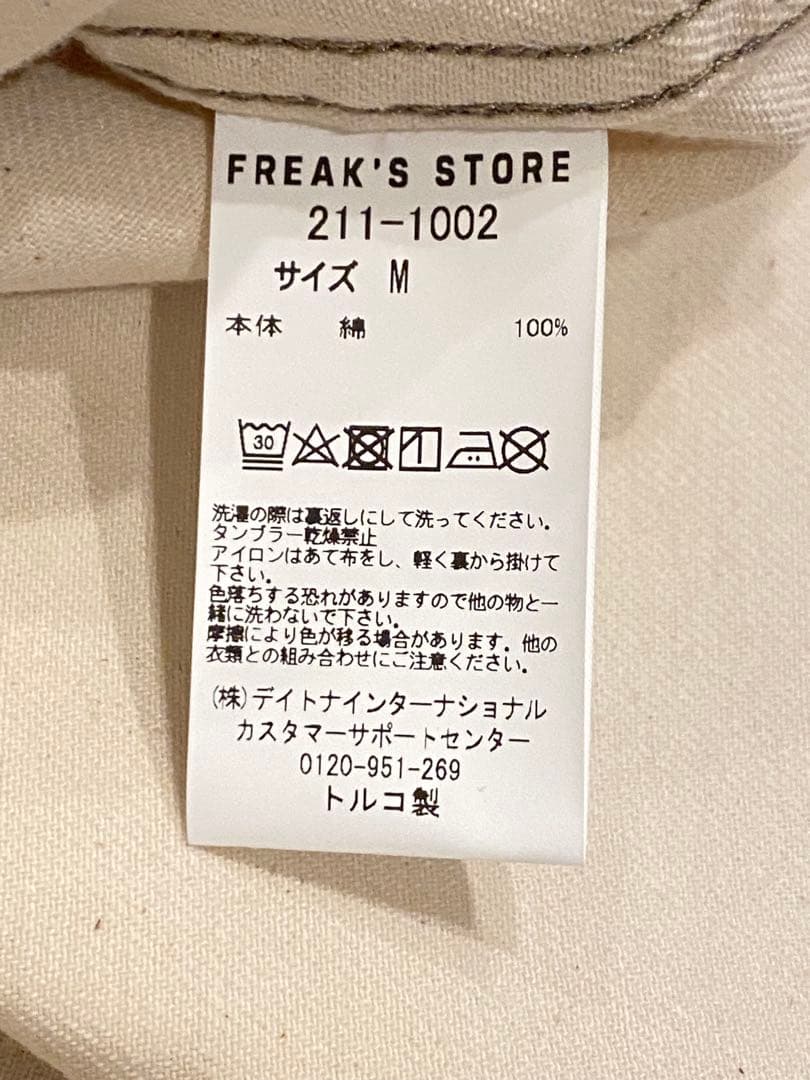 FREAK'S STORE
211-1002
サイズ M
本体 綿 100%
30
洗濯の際は裏返しにして洗ってください。
タンブラー乾燥禁止
アイロンはあて布をし、軽く裏から掛けて
下さい。
色落ちする恐れがありますので他の物と一
緒に洗わないで下さい。
摩擦により色が移る場合があります。他の
衣類との組み合わせにご注意ください。
(株)デイトナインターナショナル
カスタマーサポートセンター
0120-951-269
トルコ製